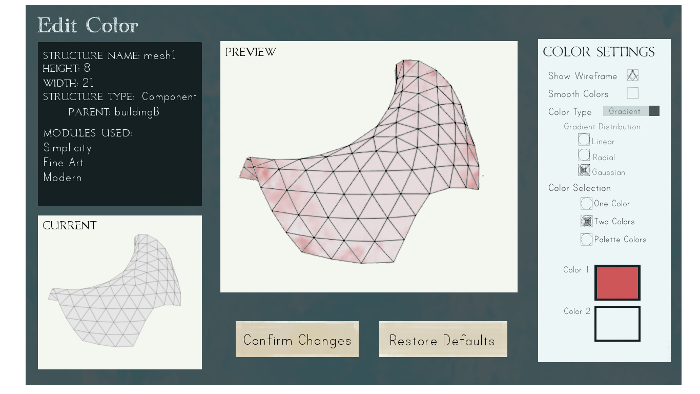 Edit Color
STRUCTURE NAME: mesh1
HEIGHT: 8
WIDTH: 21
STRUCTURE TYPE: Component
PARENT: buildingB
MODULES USED:
Simplicity
Fine Art
Modern
CURRENT
PREVIEW
Confirm Changes
Restore Defaults
COLOR SETTINGS
Show Wireframe
Smooth Colors
Color Type Gradient
Gradient Distribution
Linear
Radial
Gaussian
Color Selection
One Color
Two Colors
Palette Colors
Color 1
Color 2